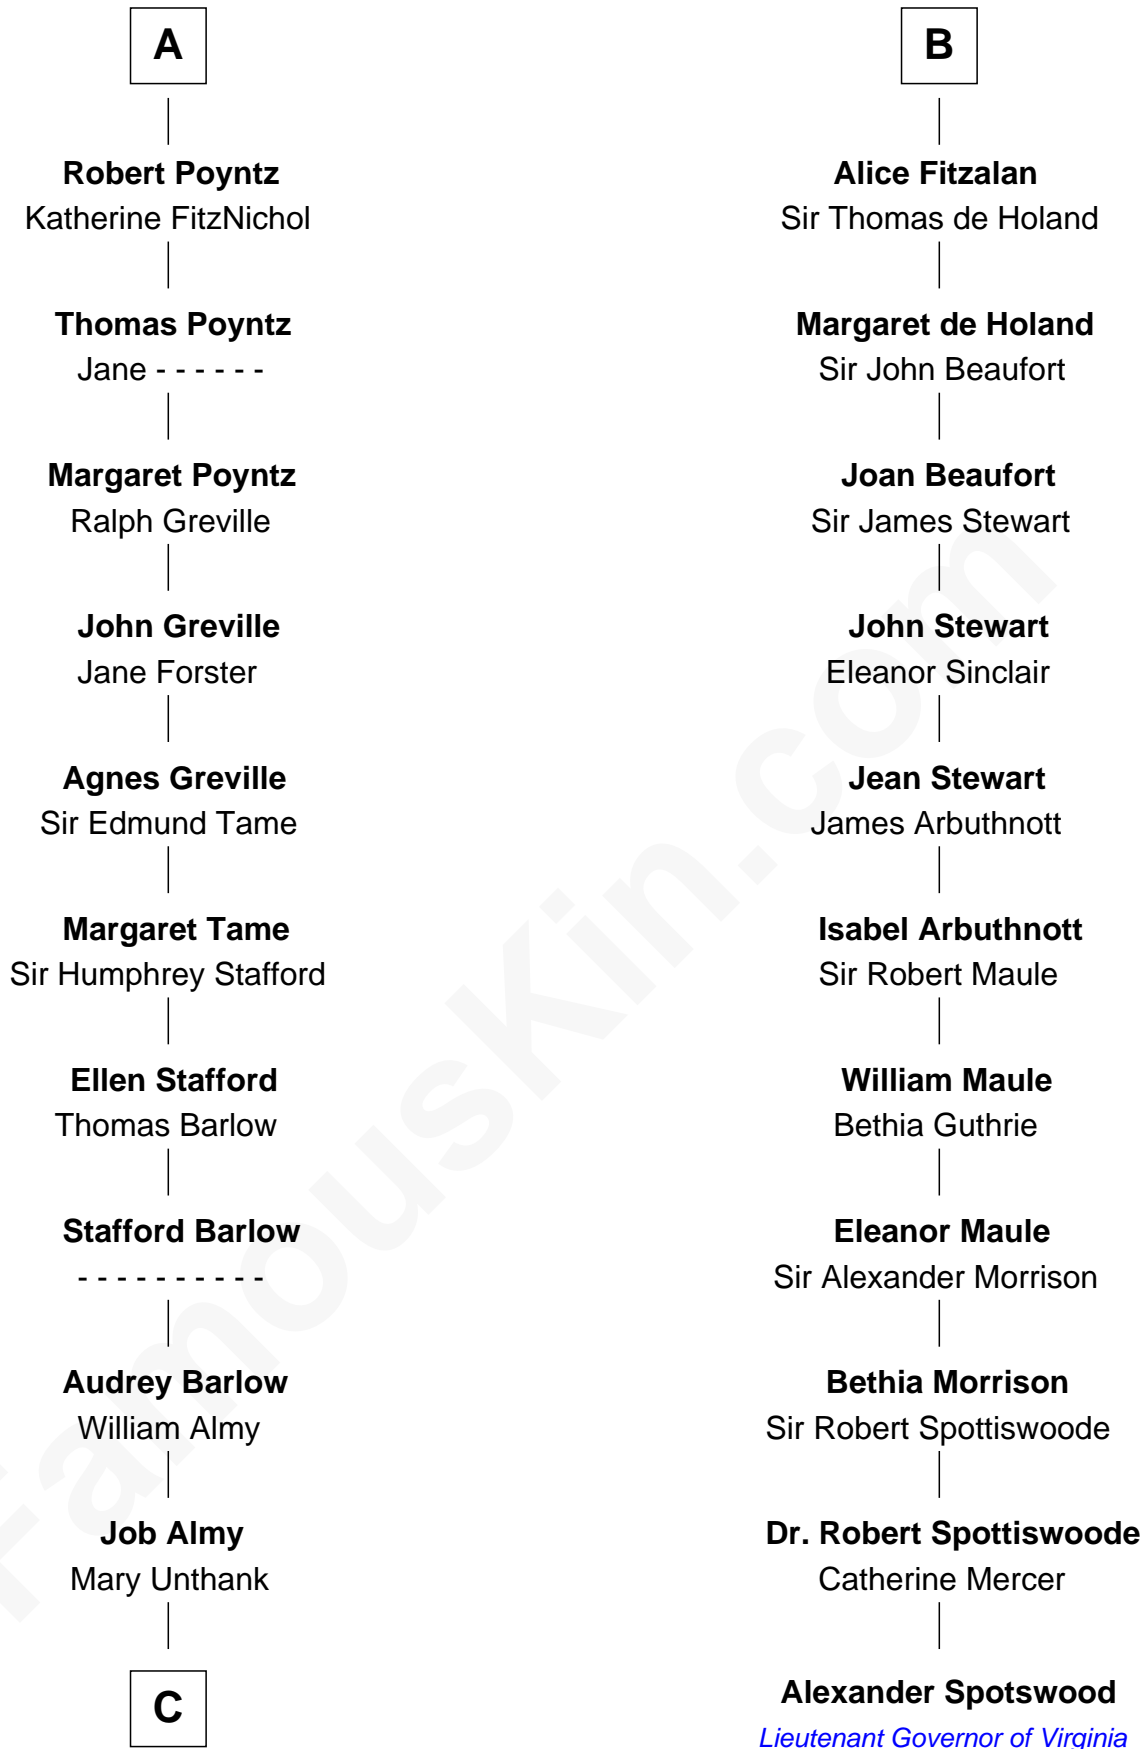 A
Robert Poyntz
Katherine FitzNichol
Thomas Poyntz
Jane - - - - - -
Margaret Poyntz
Ralph Greville
John Greville
Jane Forster
Agnes Greville
Sir Edmund Tame
Margaret Tame
Sir Humphrey Stafford
Ellen Stafford
Thomas Barlow
Stafford Barlow
- - - - - - - - - -
Audrey Barlow
William Almy
Job Almy
Mary Unthank
C
B
Alice Fitzalan
Sir Thomas de Holand
Margaret de Holand
Sir John Beaufort
Joan Beaufort
Sir James Stewart
John Stewart
Eleanor Sinclair
Jean Stewart
James Arbuthnott
Isabel Arbuthnott
Sir Robert Maule
William Maule
Bethia Guthrie
Eleanor Maule
Sir Alexander Morrison
Bethia Morrison
Sir Robert Spottiswoode
Dr. Robert Spottiswoode
Catherine Mercer
Alexander Spotswood
Lieutenant Governor of Virginia
FamousKin.com